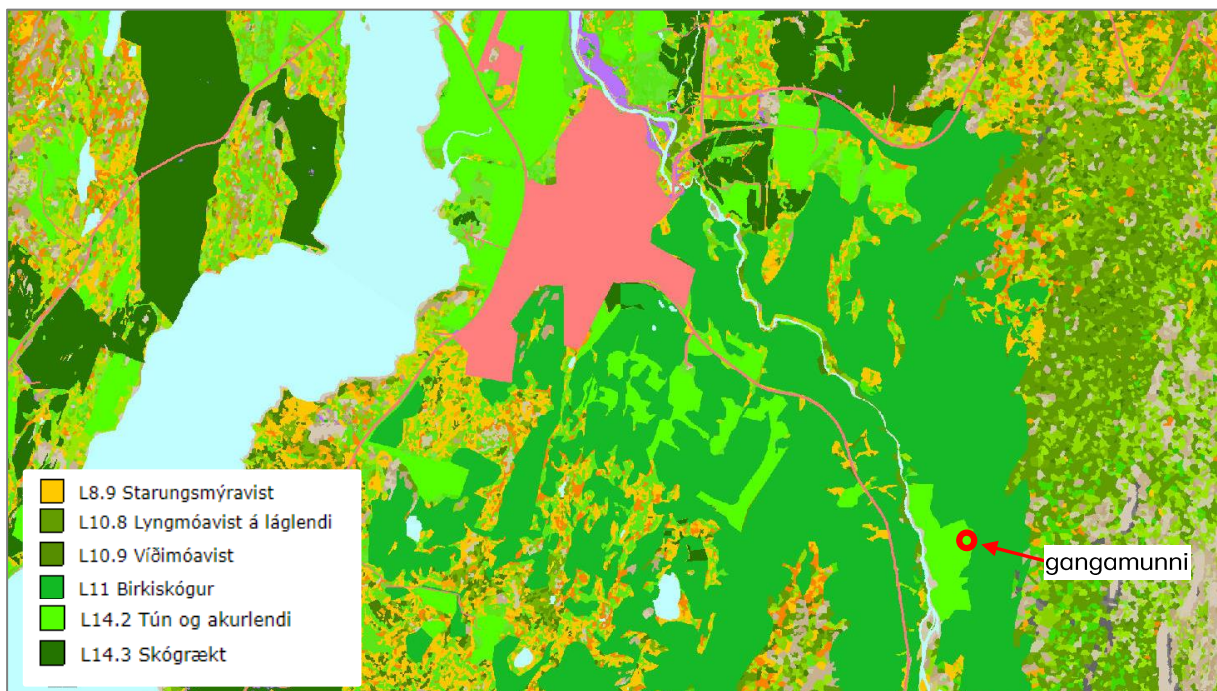 L8.9 Starungsmýravist
L10.8 Lyngmóavist á láglendi
L10.9 Víðimóavist
L11 Birkiskógur
L14.2 Tún og akurlendi
L14.3 Skógrækt
gangamunni